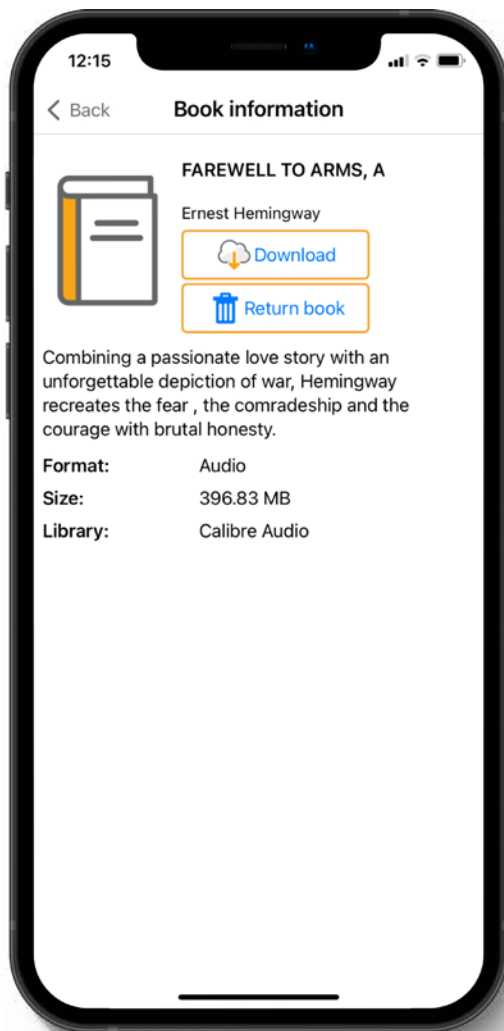 12:15
Back
Book information
FAREWELL TO ARMS, A
Ernest Hemingway
Download
Return book
Combining a passionate love story with an
unforgettable depiction of war, Hemingway
recreates the fear , the comradeship and the
courage with brutal honesty.
Format: Audio
Size: 396.83 MB
Library: Calibre Audio